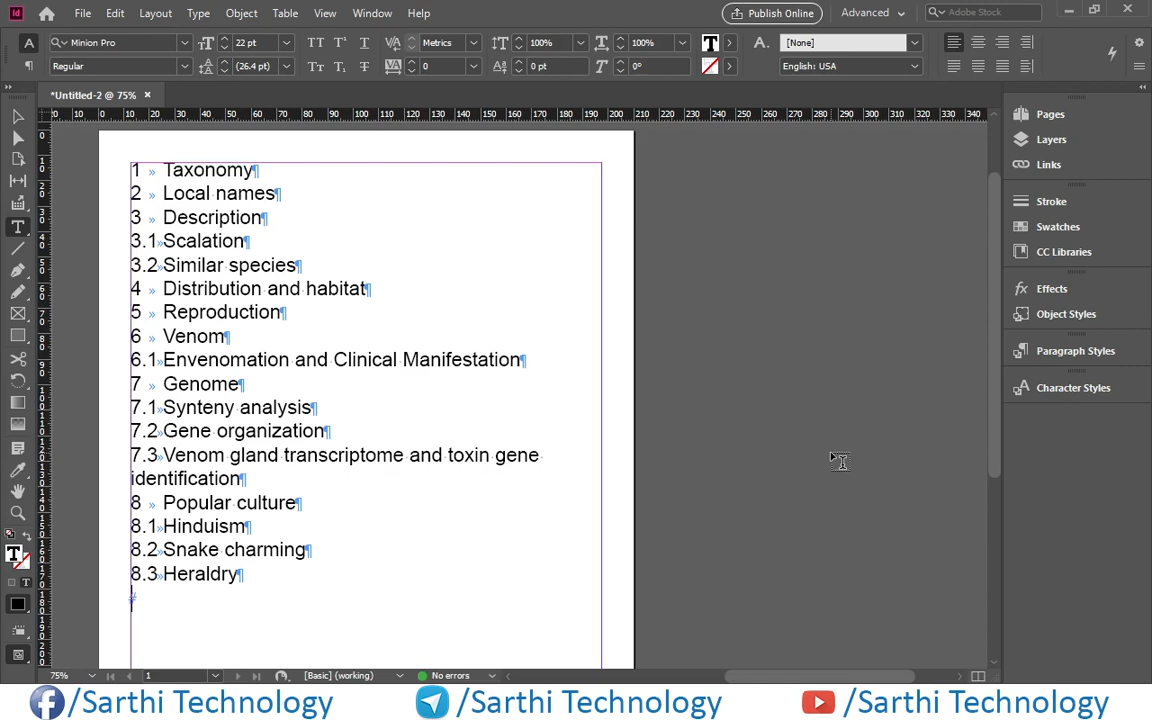 File Edit Layout Type Object Table View Window Help
Publish Online
Advanced
Adobe Stock
Minion Pro
22 pt
Metrics
100%
100%
[None]
Regular
(26.4 pt)
0
0 pt
0°
English: USA
*Untitled-2 @ 75%
1 » Taxonomy¶
2 » Local names¶
3 » Description¶
3.1»Scalation¶
3.2»Similar species¶
4 » Distribution and habitat¶
5 » Reproduction¶
6 » Venom¶
6.1»Envenomation and Clinical Manifestation¶
7 » Genome¶
7.1»Synteny analysis¶
7.2»Gene organization¶
7.3»Venom gland transcriptome and toxin gene
identification¶
8 » Popular culture¶
8.1»Hinduism¶
8.2»Snake charming¶
8.3»Heraldry¶
#
Pages
Layers
Links
Stroke
Swatches
CC Libraries
Effects
Object Styles
Paragraph Styles
Character Styles
75%
1
[Basic] (working)
No errors
/Sarthi Technology /Sarthi Technology /Sarthi Technology